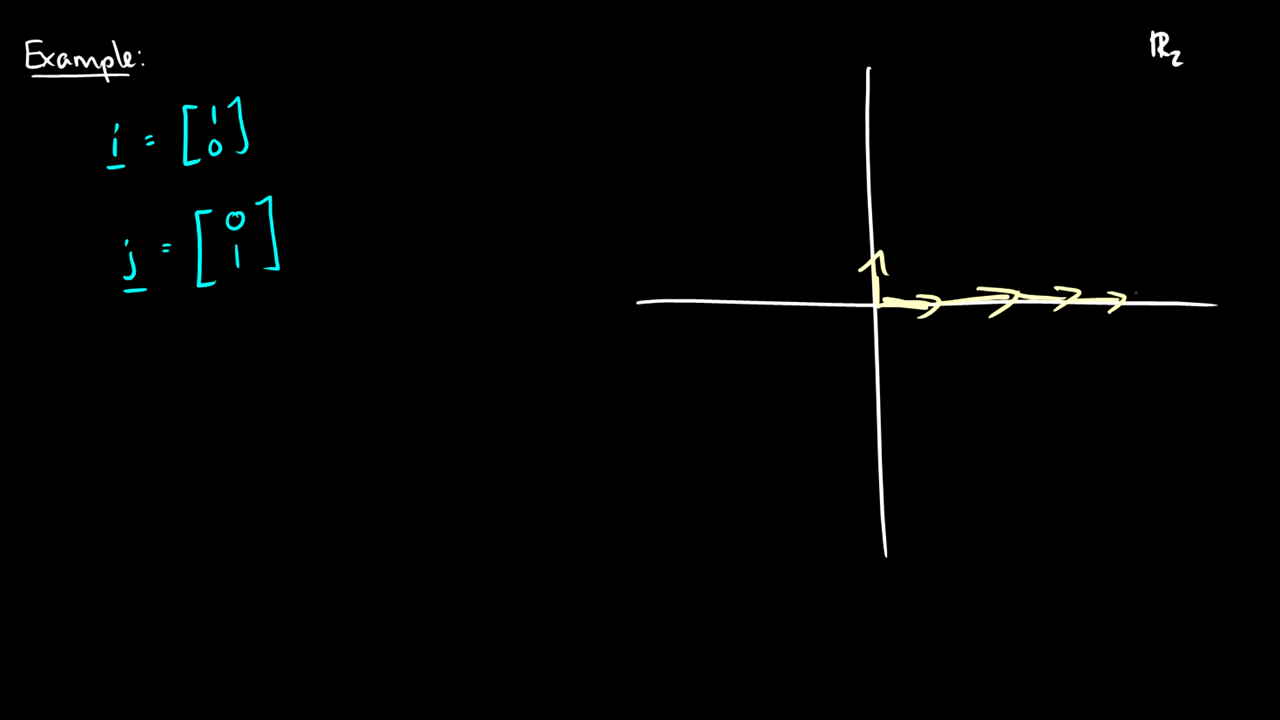 Example:
ℝ₂
i = [1 0]
j = [0 1]